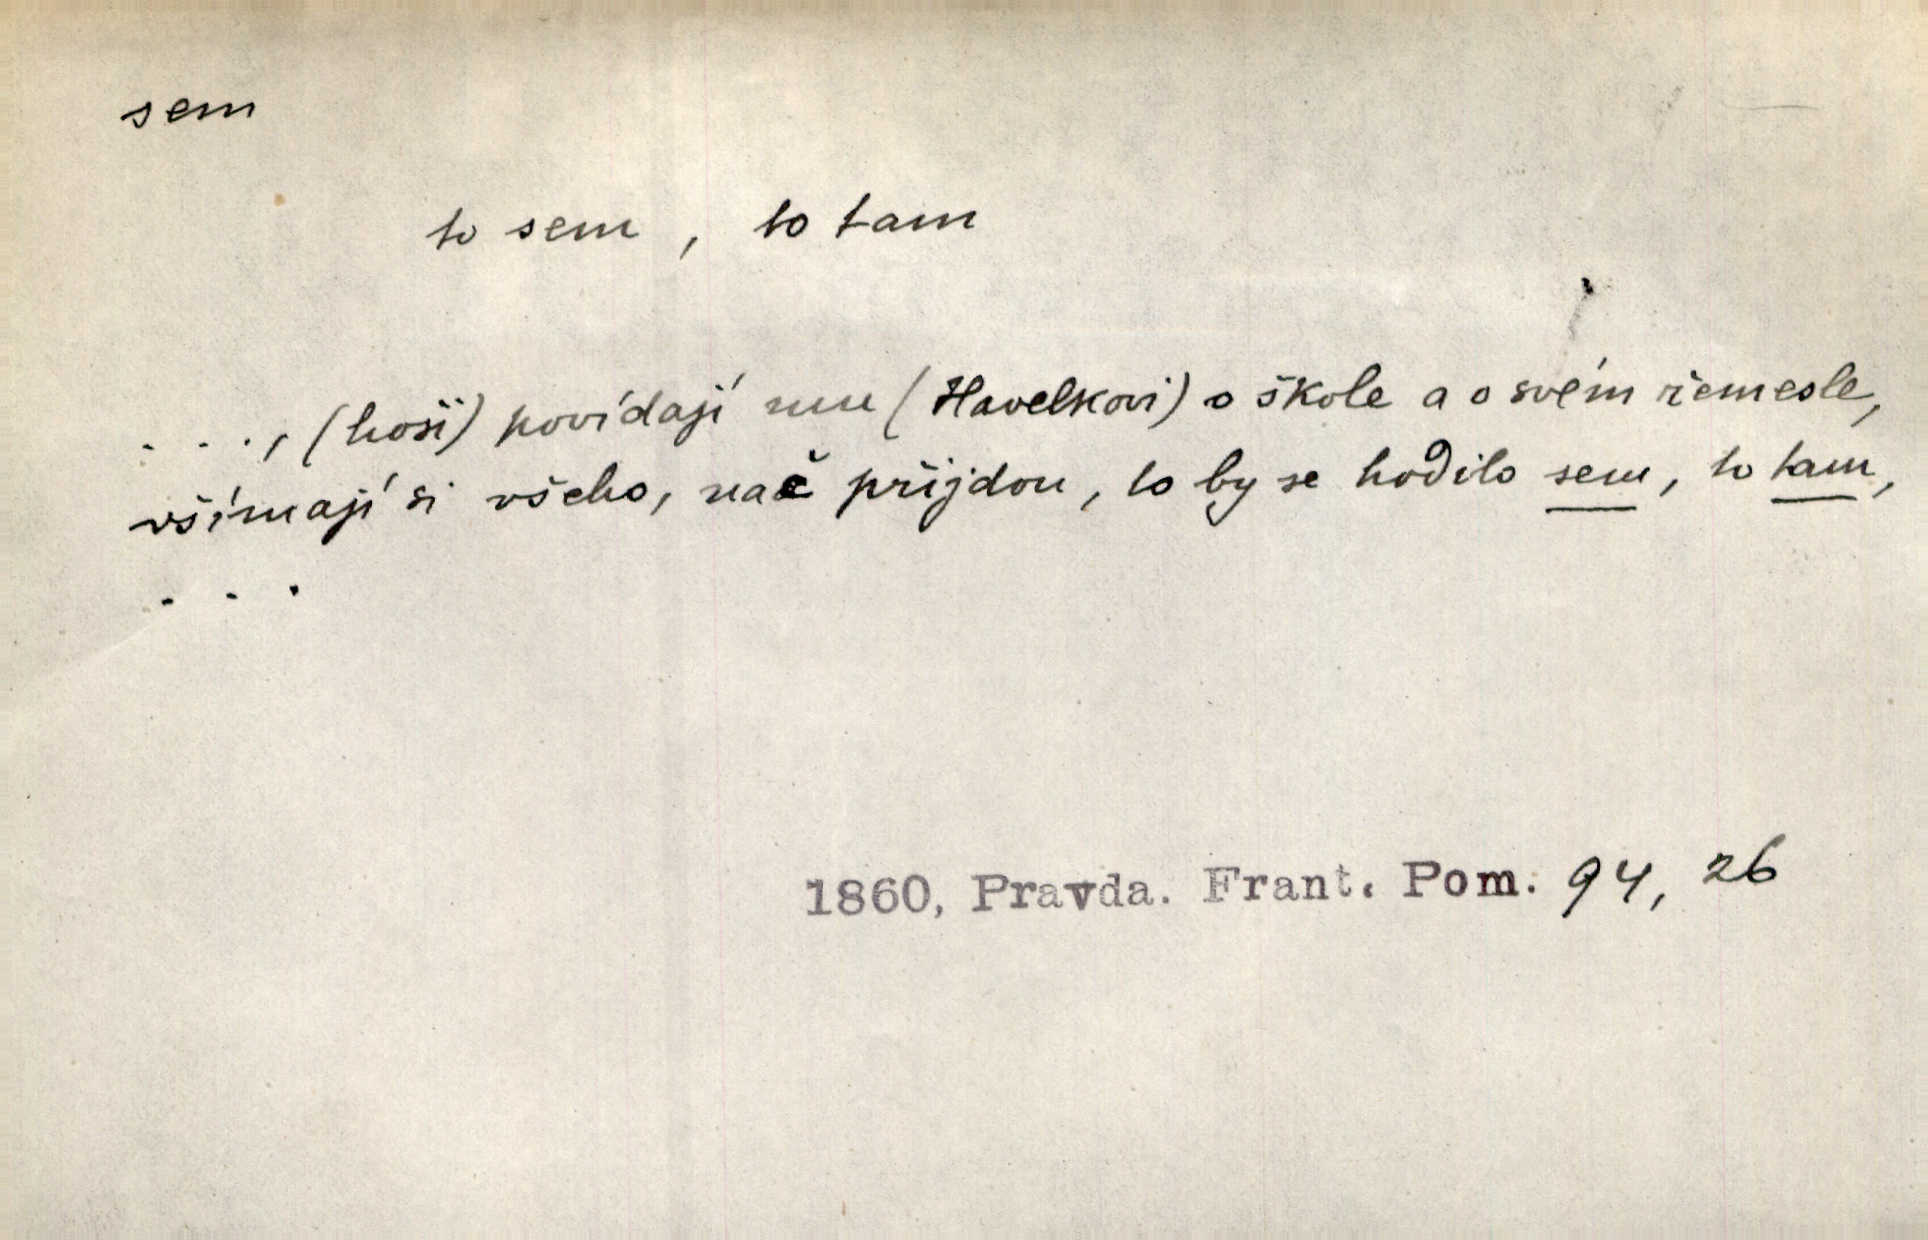 sem
to sem, to tam
. . ., (hoši) povídají mu (Havelkovi) o škole a o svém řemesle,
všímají si všeho, nač přijdou, to by se hodilo sem, to tam,
. . .
1860, Pravda. Frant. Pom. 94, 26